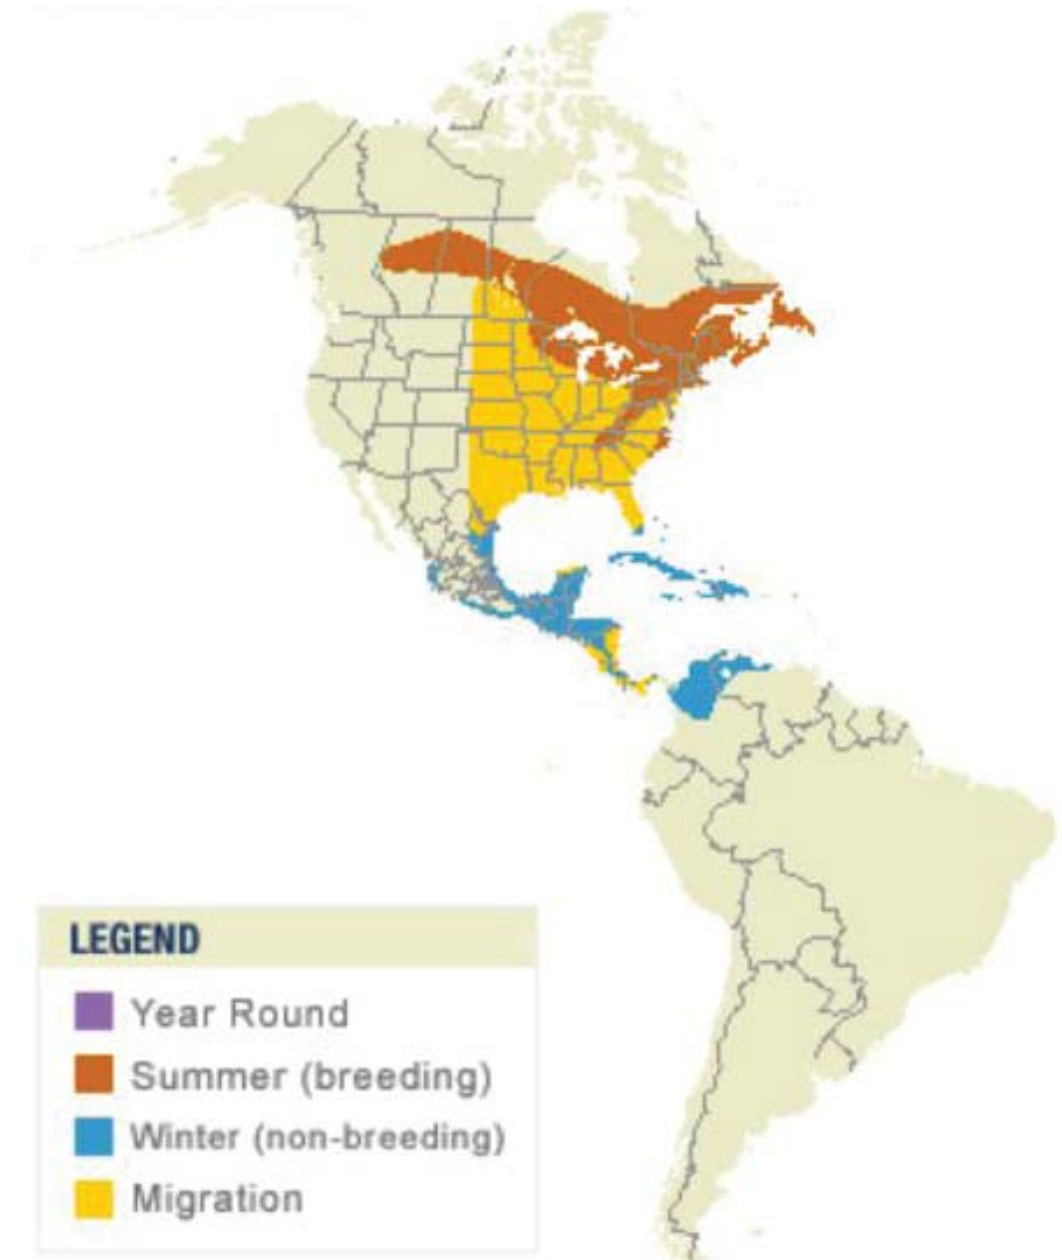 LEGEND
Year Round
Summer (breeding)
Winter (non-breeding)
Migration